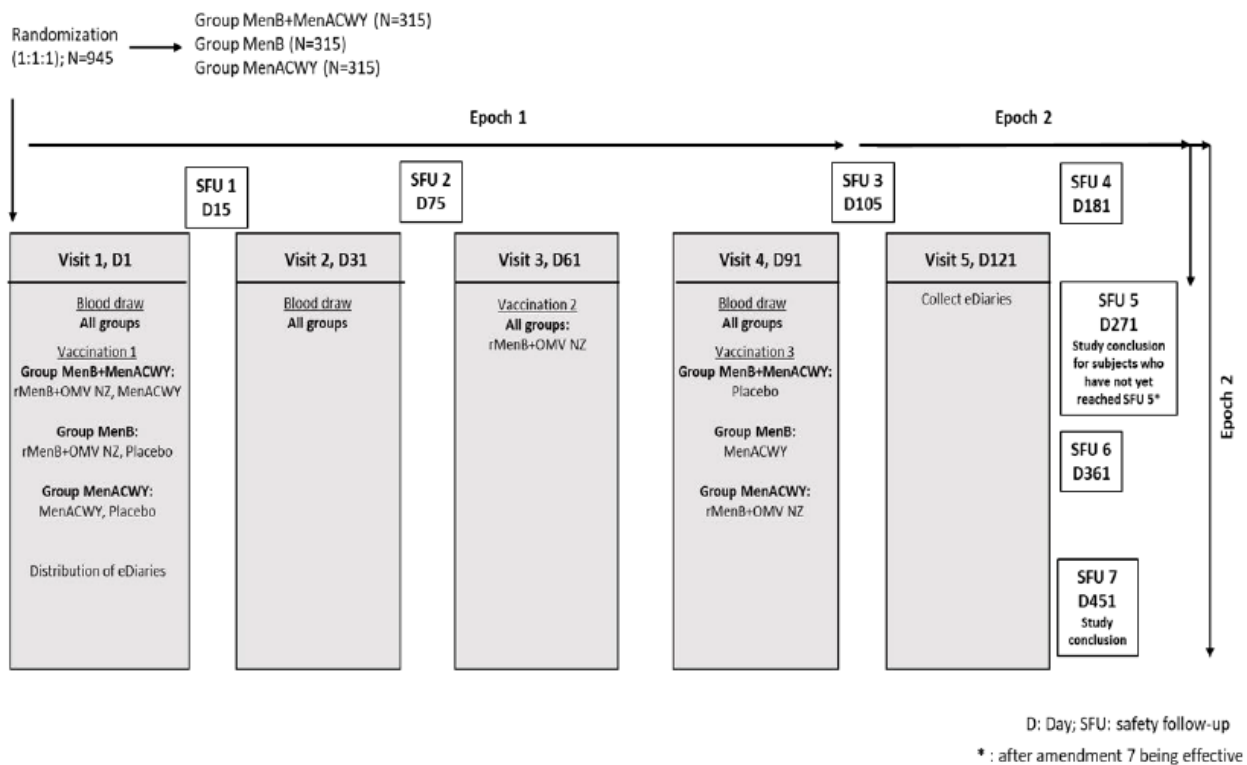 Randomization
(1:1:1); N=945
Group MenB+MenACWY (N=315)
Group MenB (N=315)
Group MenACWY (N=315)
Epoch 1
Epoch 2
SFU 1
D15
SFU 2
D75
SFU 3
D105
SFU 4
D181
Visit 1, D1
Blood draw
All groups
Vaccination 1
Group MenB+MenACWY:
rMenB+OMV NZ, MenACWY
Group MenB:
rMenB+OMV NZ, Placebo
Group MenACWY:
MenACWY, Placebo
Distribution of eDiaries
Visit 2, D31
Blood draw
All groups
Visit 3, D61
Vaccination 2
All groups:
rMenB+OMV NZ
Visit 4, D91
Blood draw
All groups
Vaccination 3
Group MenB+MenACWY:
Placebo
Group MenB:
MenACWY
Group MenACWY:
rMenB+OMV NZ
Visit 5, D121
Collect eDiaries
SFU 5
D271
Study conclusion
for subjects who
have not yet
reached SFU 5*
SFU 6
D361
SFU 7
D451
Study
conclusion
Epoch 2
D: Day; SFU: safety follow-up
* : after amendment 7 being effective